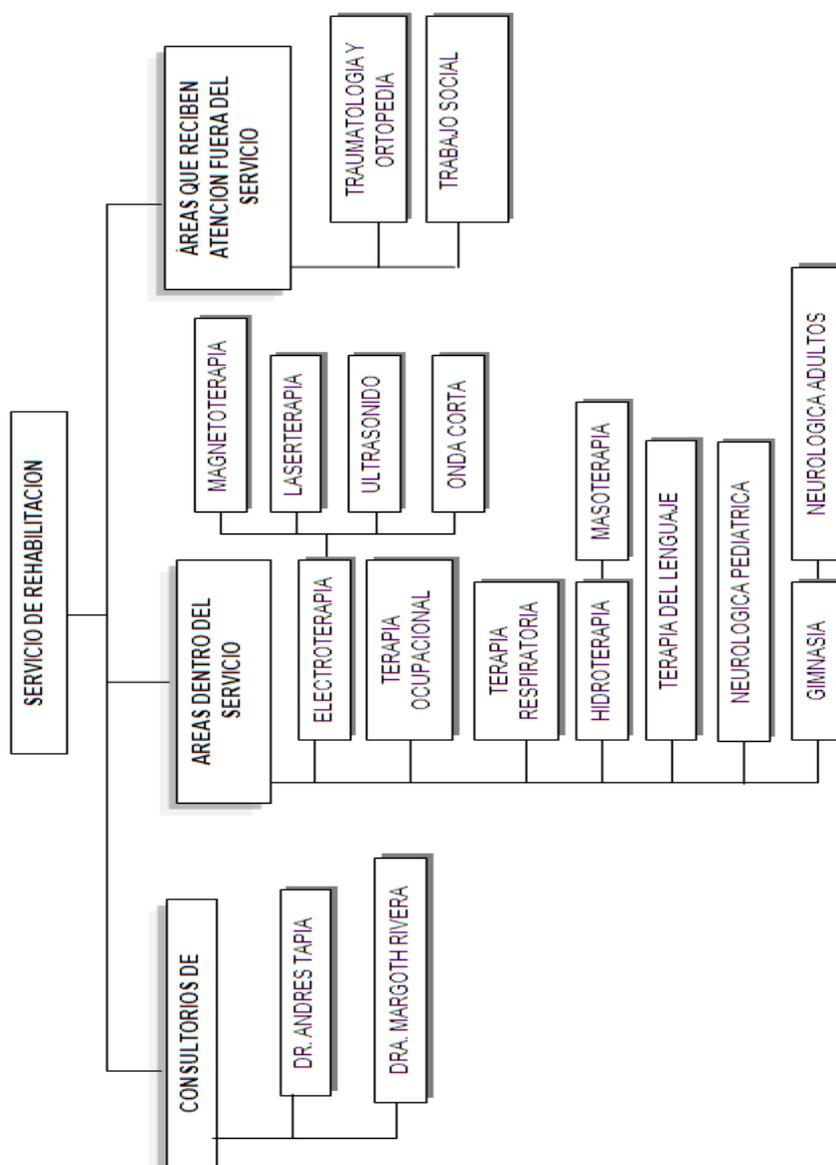 SERVICIO DE REHABILITACION
CONSULTORIOS DE
DR. ANDRES TAPIA
DRA. MARGOTH RIVERA
AREAS DENTRO DEL
SERVICIO
ELECTROTERAPIA
MAGNETOTERAPIA
LASERTERAPIA
ULTRASONIDO
ONDA CORTA
TERAPIA
OCUPACIONAL
TERAPIA
RESPIRATORIA
HIDROTERAPIA
MASOTERAPIA
TERAPIA DEL LENGUAJE
NEUROLOGICA PEDIATRICA
GIMNASIA
NEUROLOGICA ADULTOS
ÁREAS QUE RECIBEN
ATENCION FUERA DEL
SERVICIO
TRAUMATOLOGIA Y
ORTOPEDIA
TRABAJO SOCIAL